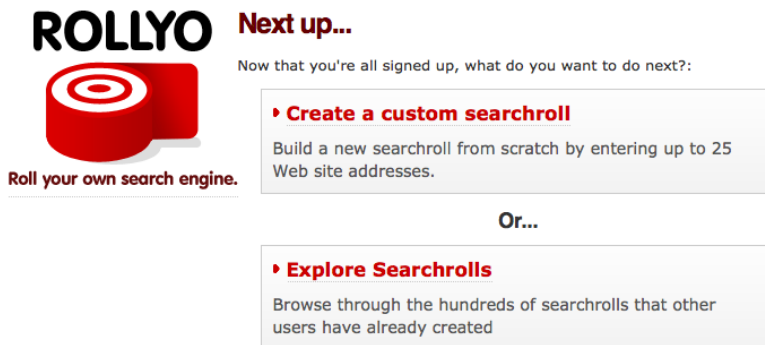 ROLLYO
Roll your own search engine.
Next up...
Now that you're all signed up, what do you want to do next?:
Create a custom searchroll
Build a new searchroll from scratch by entering up to 25
Web site addresses.
Or...
Explore Searchrolls
Browse through the hundreds of searchrolls that other
users have already created